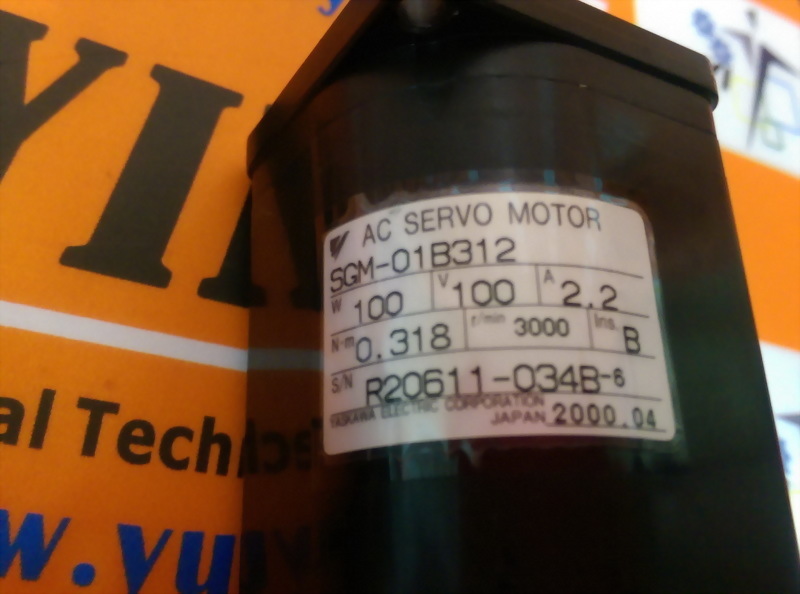 YI
al Tech
w.yu
AC SERVO MOTOR
SGM-01B312
W 100 V 100 A 2.2
N·m 0.318 r/min 3000 Ins. B
S/N R20611-034B-6
YASKAWA ELECTRIC CORPORATION
JAPAN 2000.04